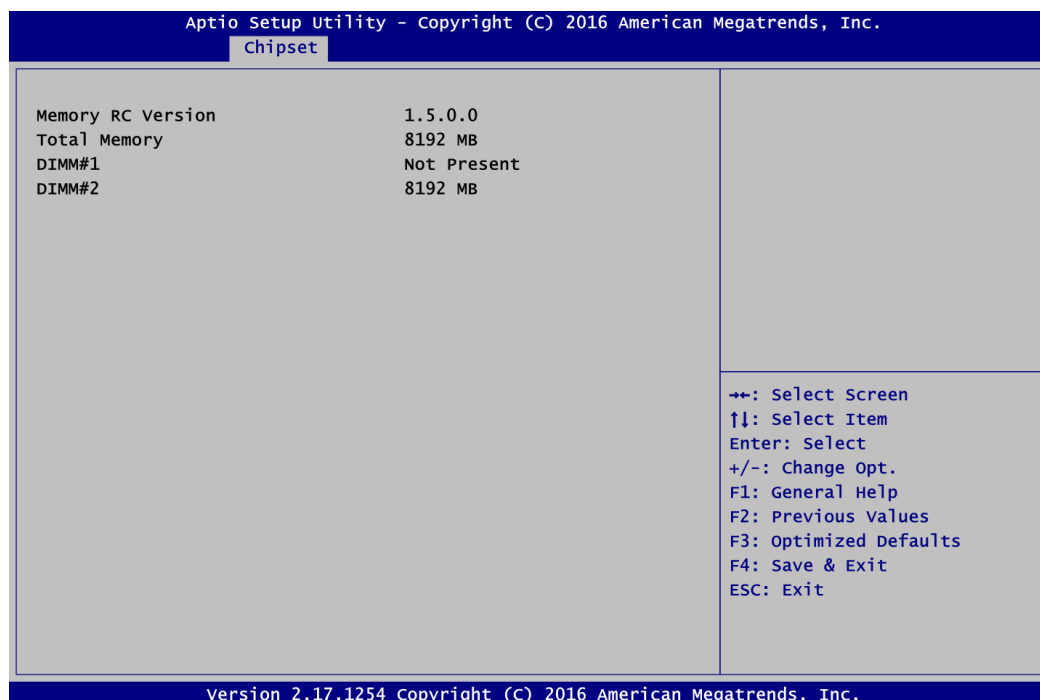 Aptio Setup Utility – Copyright (C) 2016 American Megatrends, Inc.
Chipset
Memory RC Version 1.5.0.0
Total Memory 8192 MB
DIMM#1 Not Present
DIMM#2 8192 MB
→←: Select Screen
↑↓: Select Item
Enter: Select
+/-: Change Opt.
F1: General Help
F2: Previous Values
F3: Optimized Defaults
F4: Save & Exit
ESC: Exit
Version 2.17.1254 Copyright (C) 2016 American Megatrends, Inc.